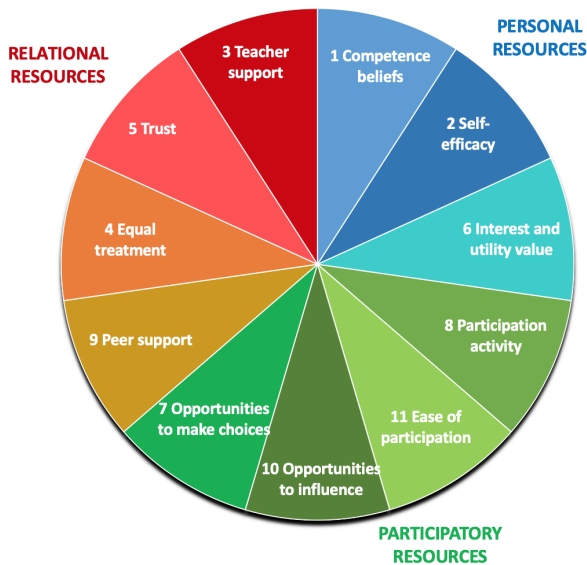 PERSONAL
RESOURCES
RELATIONAL
RESOURCES
3 Teacher
support
1 Competence
beliefs
5 Trust
2 Self-
efficacy
4 Equal
treatment
6 Interest and
utility value
9 Peer support
8 Participation
activity
7 Opportunities
to make choices
11 Ease of
participation
10 Opportunities
to influence
PARTICIPATORY
RESOURCES